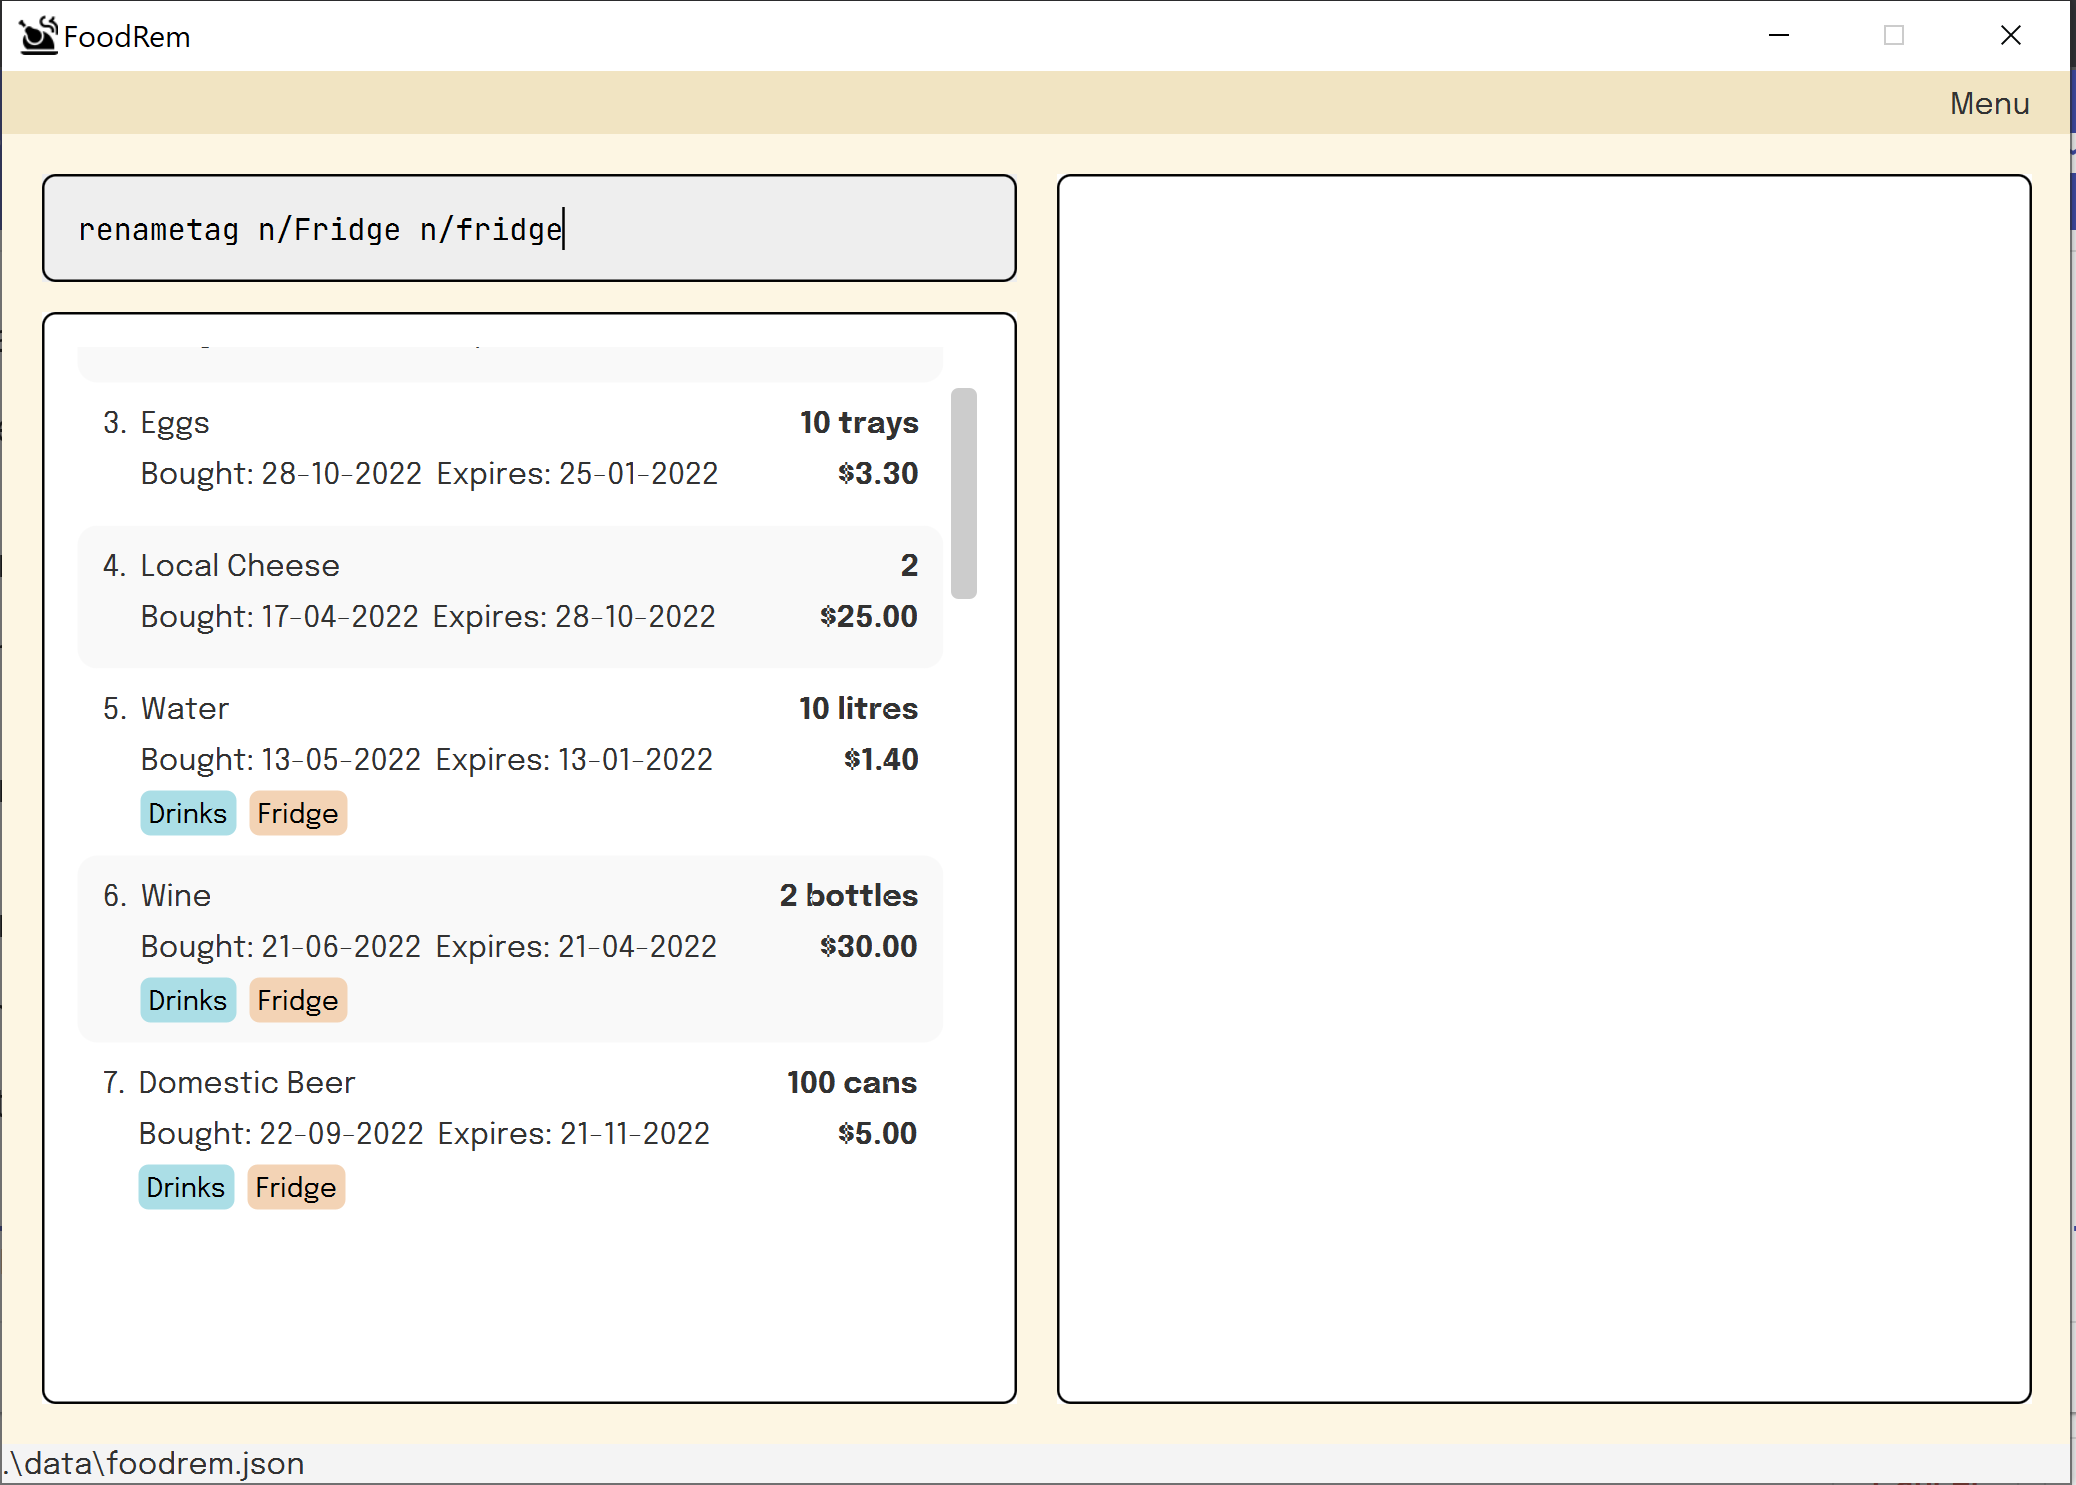 FoodRem
Menu
renametag n/Fridge n/fridge
3. Eggs 10 trays
Bought: 28-10-2022 Expires: 25-01-2022 $3.30
4. Local Cheese 2
Bought: 17-04-2022 Expires: 28-10-2022 $25.00
5. Water 10 litres
Bought: 13-05-2022 Expires: 13-01-2022 $1.40
Drinks Fridge
6. Wine 2 bottles
Bought: 21-06-2022 Expires: 21-04-2022 $30.00
Drinks Fridge
7. Domestic Beer 100 cans
Bought: 22-09-2022 Expires: 21-11-2022 $5.00
Drinks Fridge
.\data\foodrem.json